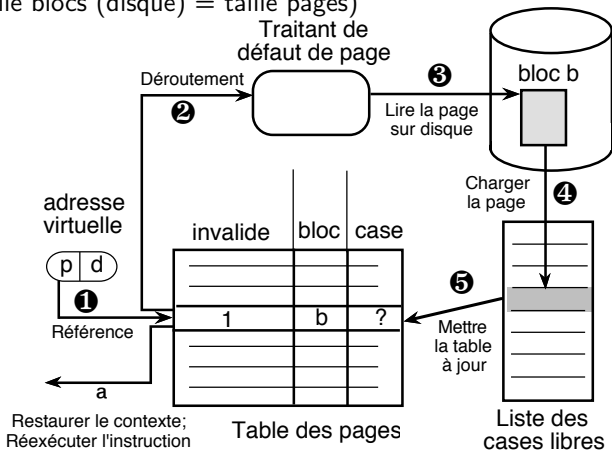 blocs (disque) = taille pages)
Traitant de
défaut de page
Déroutement
❷
❸
Lire la page
sur disque
bloc b
Charger
la page
❹
adresse
virtuelle
p d
❶
Référence
invalide bloc case
1 b ?
❺
Mettre
la table
à jour
a
Restaurer le contexte;
Réexécuter l'instruction
Table des pages
Liste des
cases libres